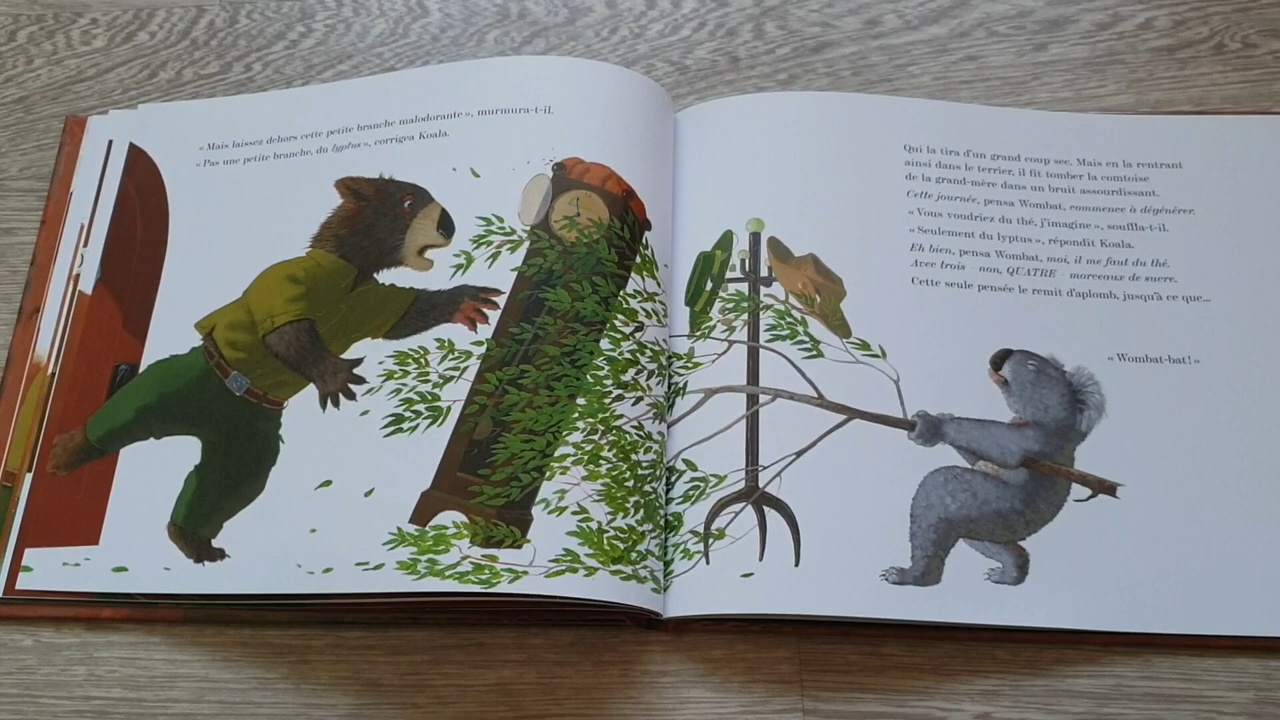 « Mais laissez dehors cette petite branche malodorante », murmura-t-il.
« Pas une petite branche, du lyptus », corrigea Koala.
Qui la tira d'un grand coup sec. Mais en la rentrant
ainsi dans le terrier, il fit tomber la comtoise
de la grand-mère dans un bruit assourdissant.
Cette journée, pensa Wombat, commence à dégénérer.
« Vous voudriez du thé, j'imagine », souffla-t-il.
« Seulement du lyptus », répondit Koala.
Eh bien, pensa Wombat, moi, il me faut du thé.
Avec trois – non, QUATRE – morceaux de sucre.
Cette seule pensée le remit d'aplomb, jusqu'à ce que...
« Wombat-bat ! »